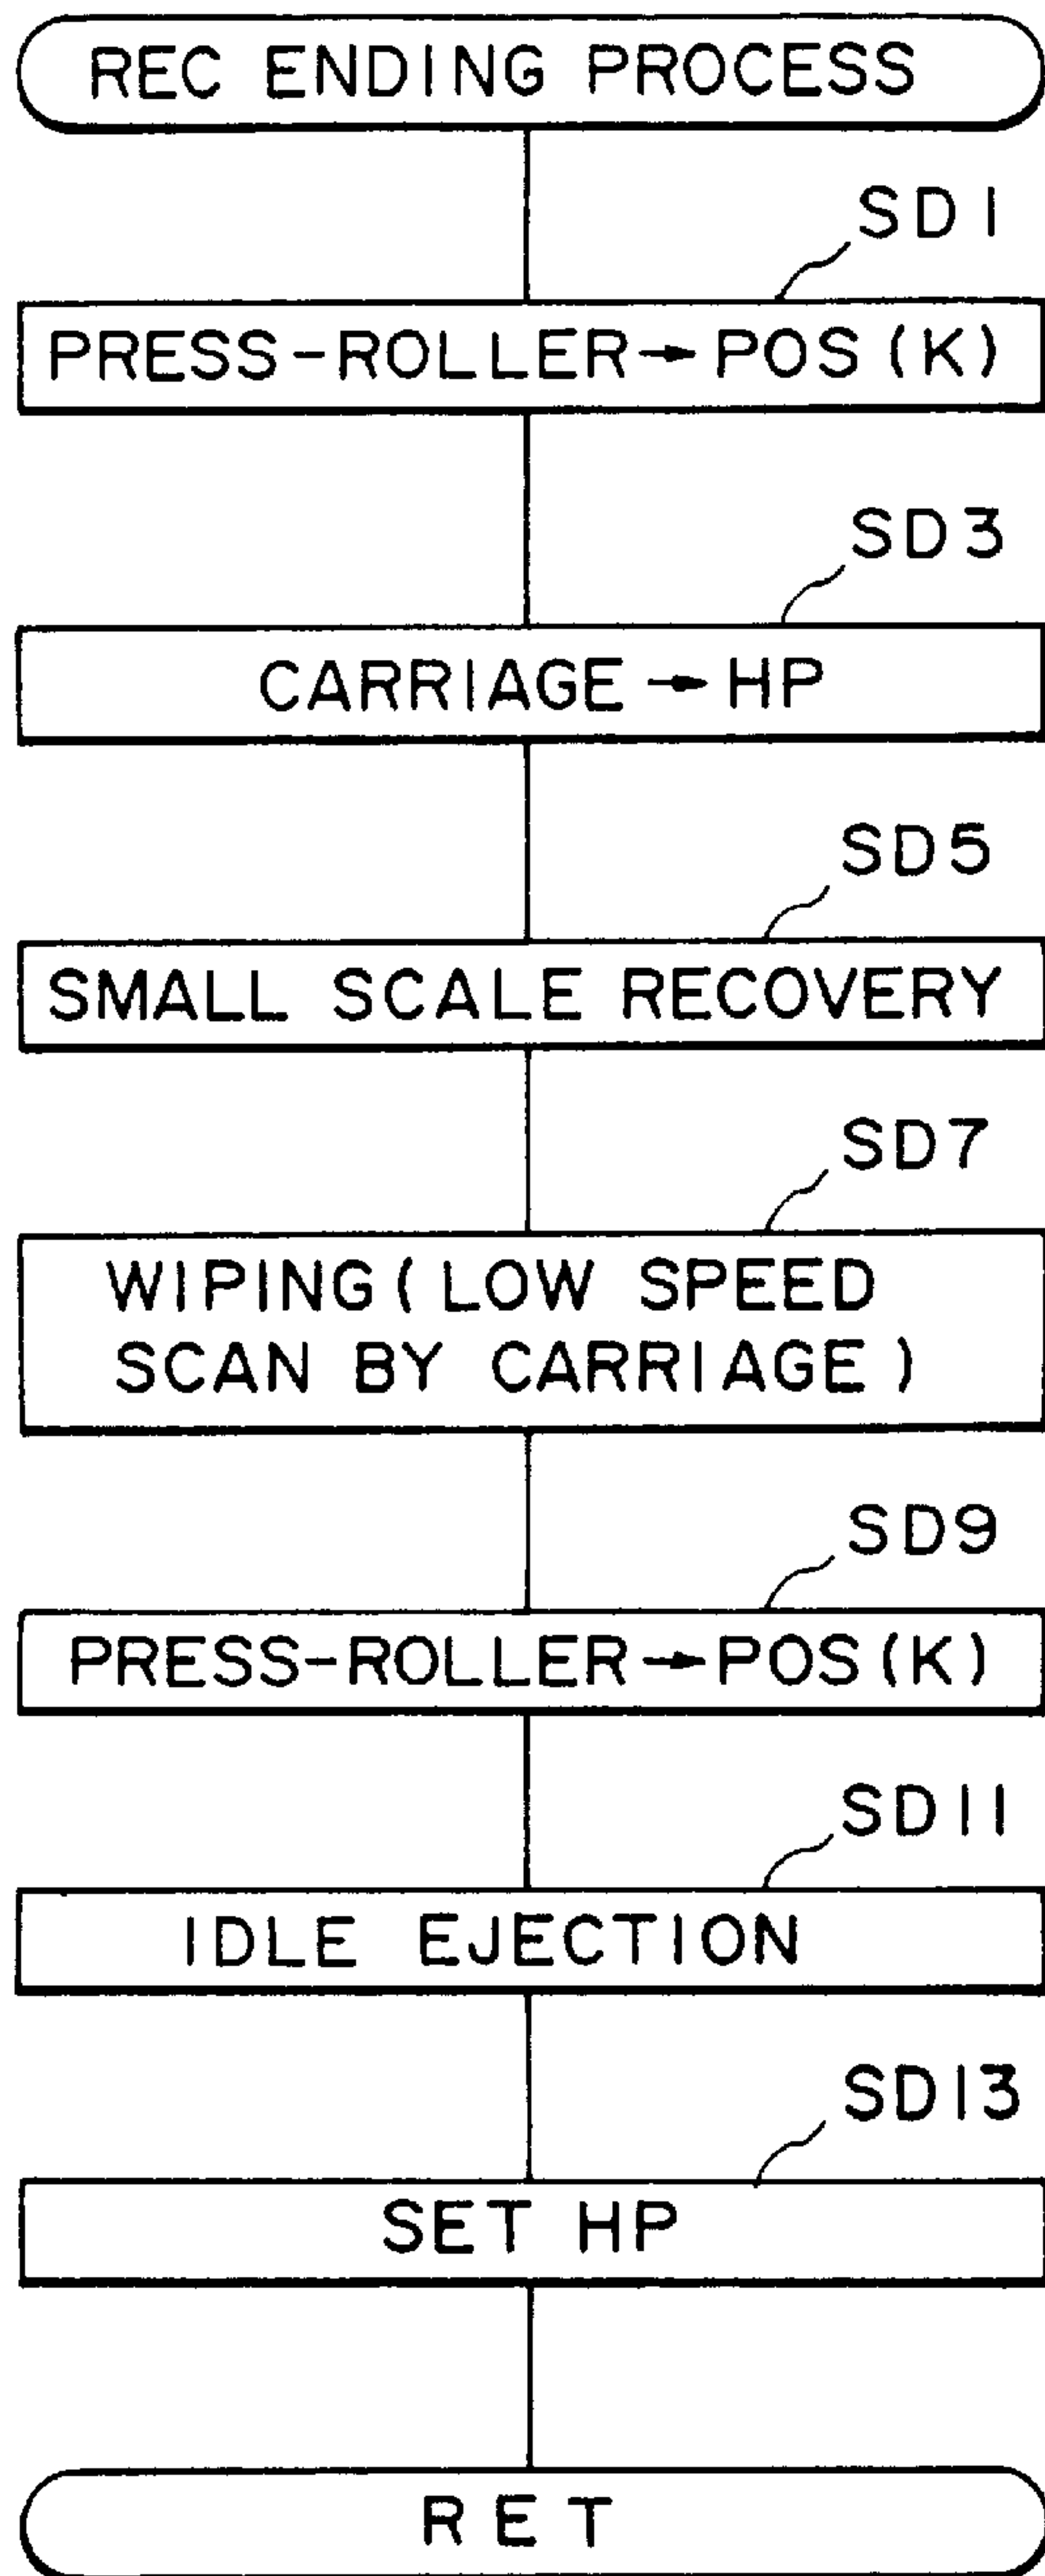 REC ENDING PROCESS
SD1
PRESS-ROLLER→POS(K)
SD3
CARRIAGE→HP
SD5
SMALL SCALE RECOVERY
SD7
WIPING(LOW SPEED
SCAN BY CARRIAGE)
SD9
PRESS-ROLLER→POS(K)
SD11
IDLE EJECTION
SD13
SET HP
RET